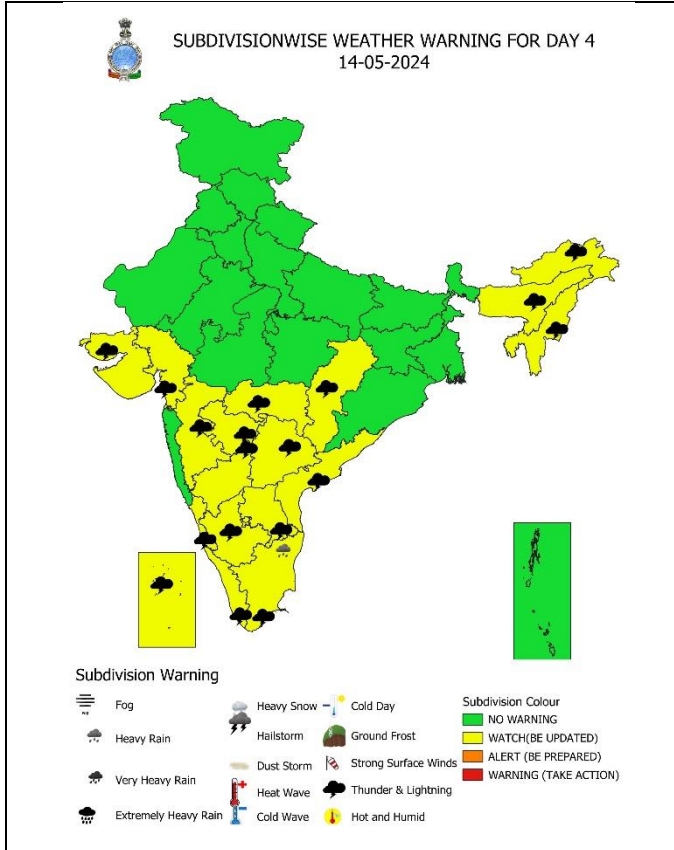 SUBDIVISIONWISE WEATHER WARNING FOR DAY 4
14-05-2024
Subdivision Warning
Fog
Heavy Rain
Very Heavy Rain
Extremely Heavy Rain
Heavy Snow
Hailstorm
Dust Storm
Heat Wave
Cold Wave
Cold Day
Ground Frost
Strong Surface Winds
Thunder & Lightning
Hot and Humid
Subdivision Colour
NO WARNING
WATCH(BE UPDATED)
ALERT (BE PREPARED)
WARNING (TAKE ACTION)